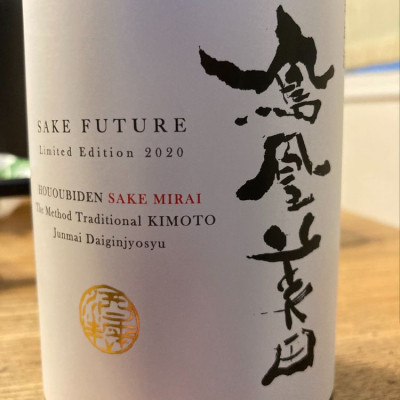 SAKE FUTURE
Limited Edition 2020
HOUOUBIDEN SAKE MIRAI
The Method Traditional KIMOTO
Junmai Daiginjyosyu
鳳凰美田